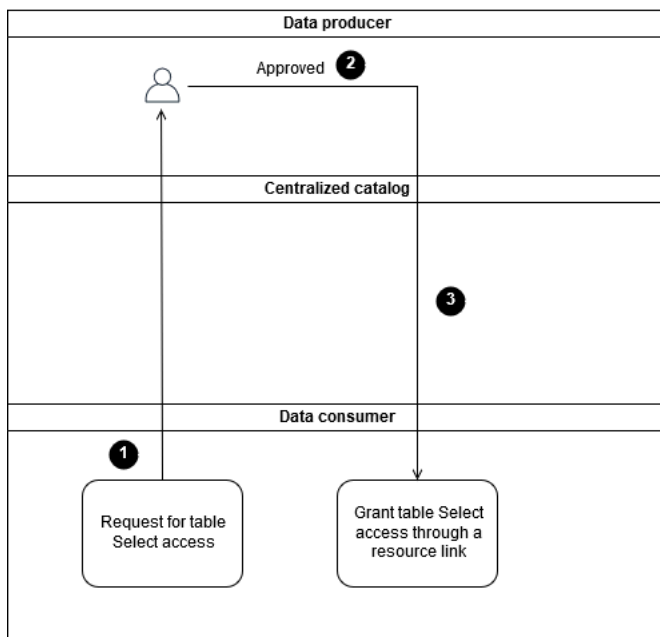 Data producer
Approved
2
Centralized catalog
3
Data consumer
1
Request for table
Select access
Grant table Select
access through a
resource link